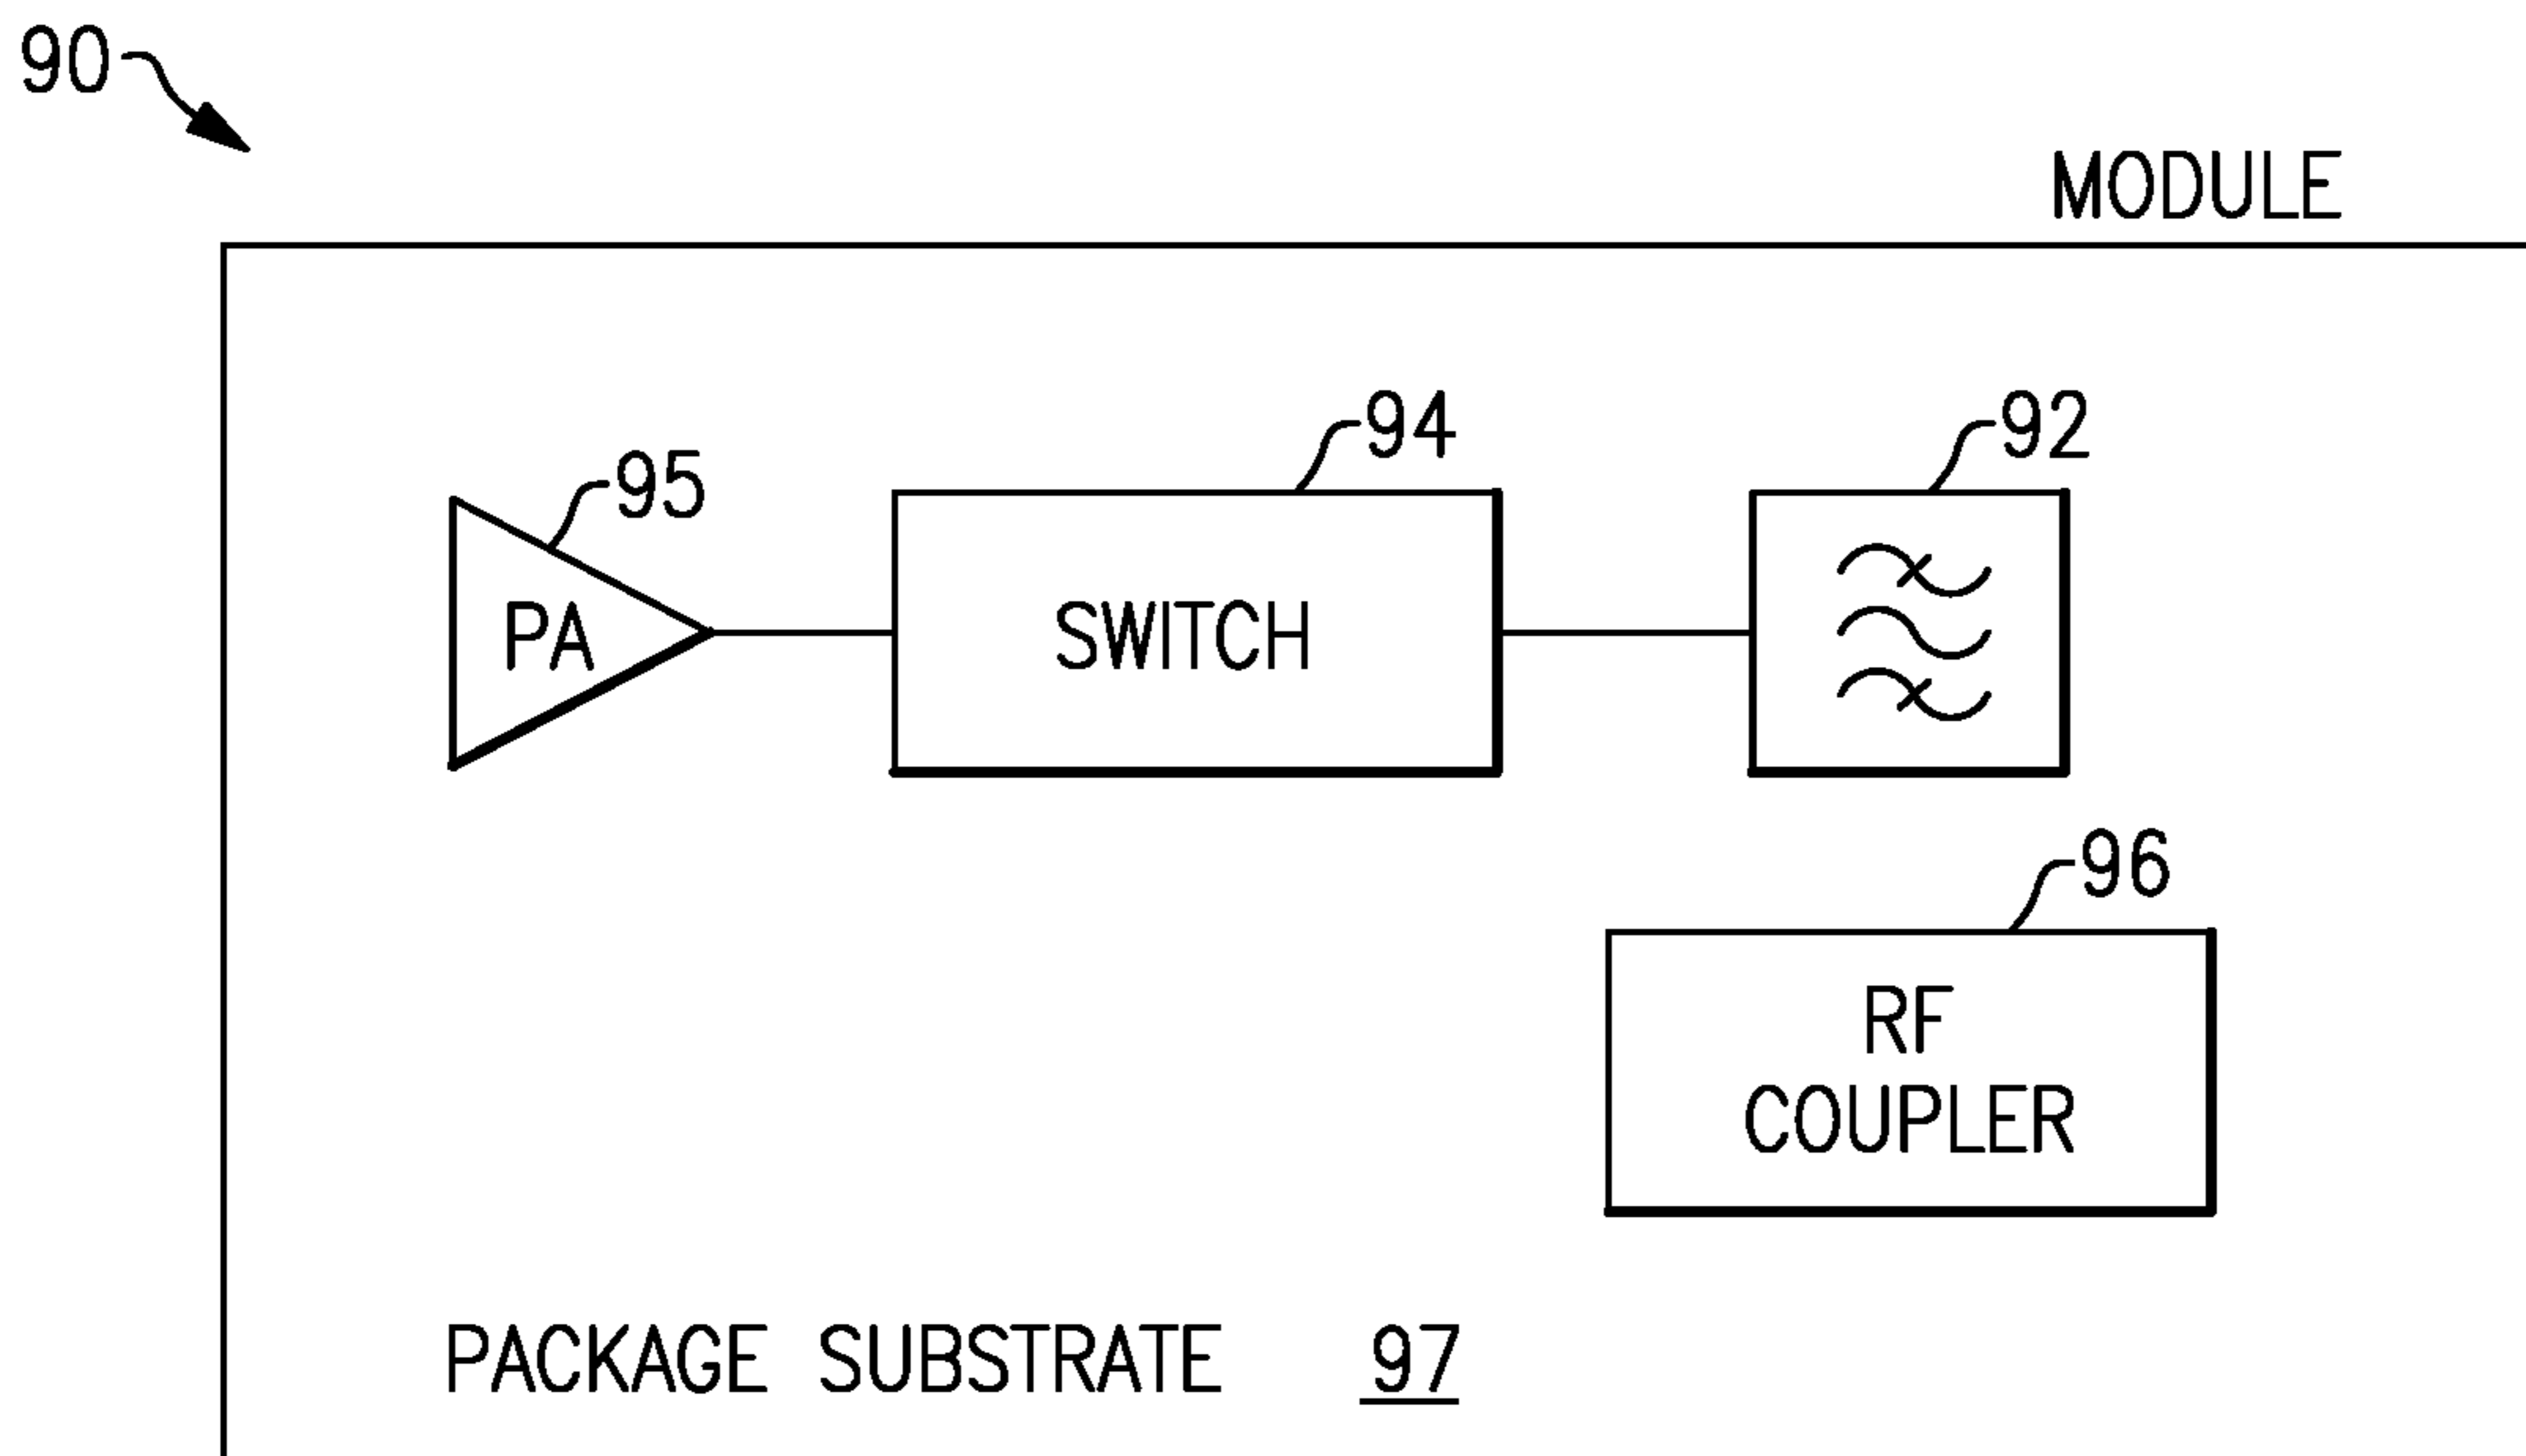 90
MODULE
94
92
95
PA
SWITCH
96
RF
COUPLER
PACKAGE SUBSTRATE 97